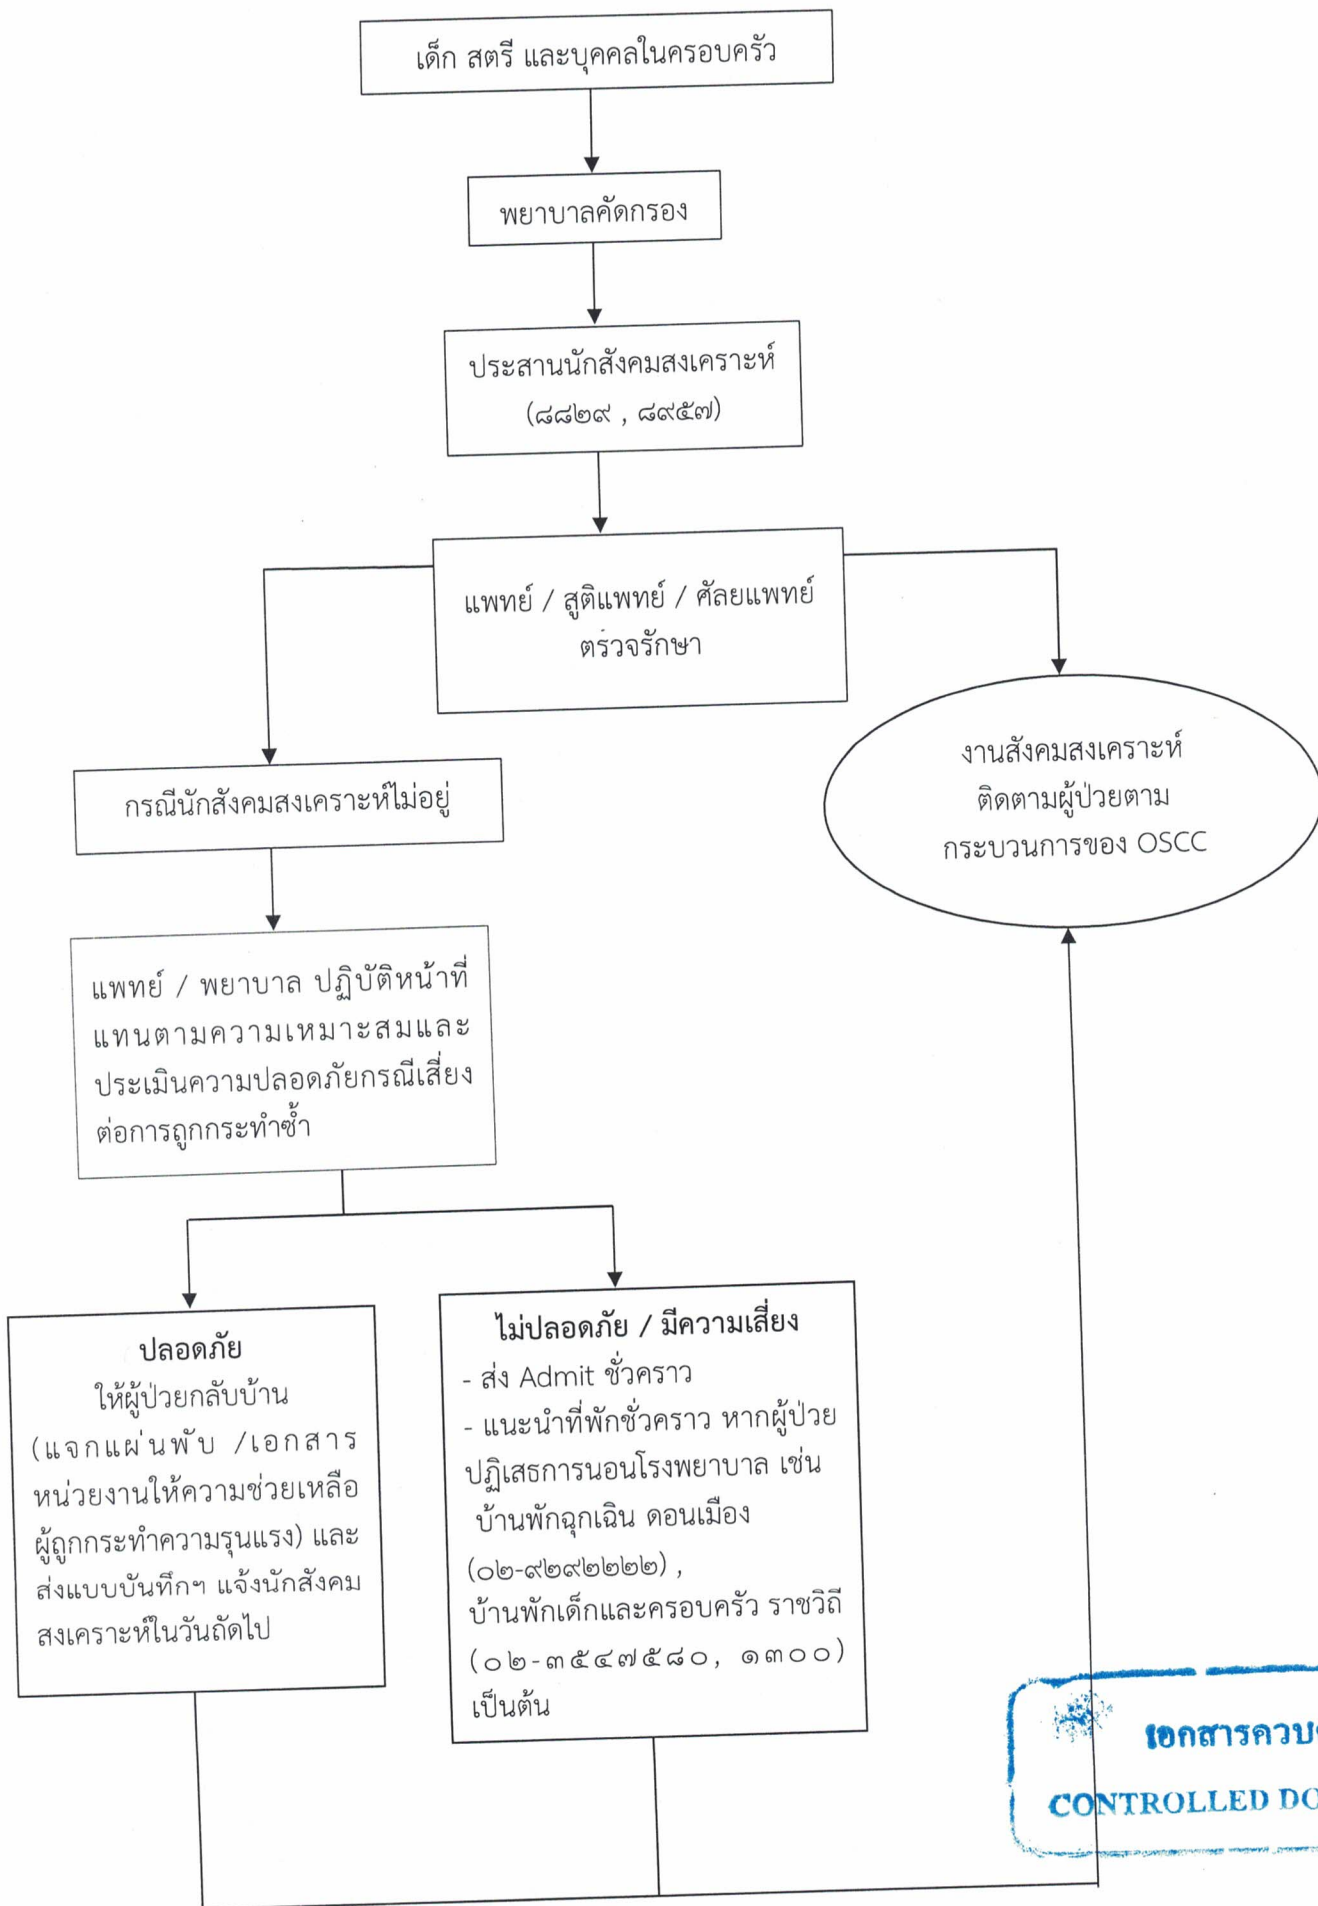 เด็ก สตรี และบุคคลในครอบครัว
พยาบาลคัดกรอง
ประสานนักสังคมสงเคราะห์
(๘๘๒๙ , ๘๙๕๗)
แพทย์ / สูติแพทย์ / ศัลยแพทย์
ตรวจรักษา
งานสังคมสงเคราะห์
ติดตามผู้ป่วยตาม
กระบวนการของ OSCC
กรณีนักสังคมสงเคราะห์ไม่อยู่
แพทย์ / พยาบาล ปฏิบัติหน้าที่
แทนตามความเหมาะสมและ
ประเมินความปลอดภัยกรณีเสี่ยง
ต่อการถูกกระทำซ้ำ
ปลอดภัย
ให้ผู้ป่วยกลับบ้าน
(แจกแผ่นพับ /เอกสาร
หน่วยงานให้ความช่วยเหลือ
ผู้ถูกกระทำความรุนแรง) และ
ส่งแบบบันทึกฯ แจ้งนักสังคม
สงเคราะห์ในวันถัดไป
ไม่ปลอดภัย / มีความเสี่ยง
- ส่ง Admit ชั่วคราว
- แนะนำที่พักชั่วคราว หากผู้ป่วย
ปฏิเสธการนอนโรงพยาบาล เช่น
บ้านพักฉุกเฉิน ดอนเมือง
(๐๒-๙๒๙๒๒๒๒) ,
บ้านพักเด็กและครอบครัว ราชวิถี
(๐๒-๓๕๔๗๕๘๐, ๑๓๐๐)
เป็นต้น
เอกสารควบ
CONTROLLED DO